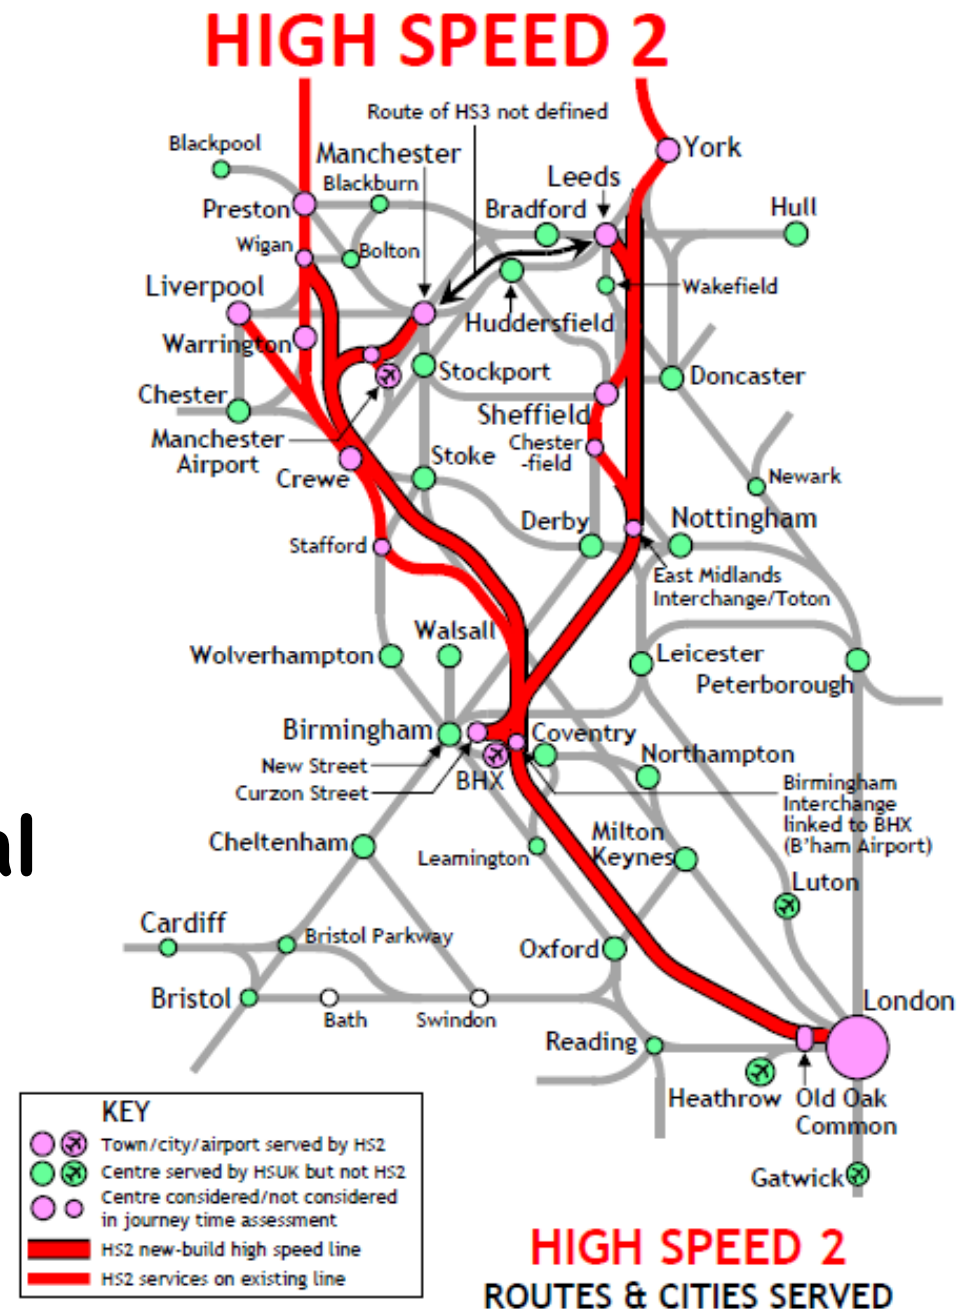 HIGH SPEED 2
Route of HS3 not defined
Blackpool
Manchester
York
Blackburn
Leeds
Preston
Bradford
Hull
Wigan
Bolton
Liverpool
Wakefield
Huddersfield
Warrington
Stockport
Doncaster
Chester
Sheffield
Manchester
Airport
Chester
-field
Crewe
Stoke
Newark
Derby
Nottingham
Stafford
East Midlands
Interchange/Toton
Walsall
Wolverhampton
Leicester
Peterborough
Birmingham
Coventry
New Street
Northampton
Curzon Street
BHX
Birmingham
Interchange
linked to BHX
(B'ham Airport)
al
Cheltenham
Leamington
Milton
Keynes
Luton
Cardiff
Bristol Parkway
Oxford
Bristol
Bath
Swindon
London
Reading
Heathrow
Old Oak
Common
Gatwick
KEY
Town/city/airport served by HS2
Centre served by HSUK but not HS2
Centre considered/not considered
in journey time assessment
HS2 new-build high speed line
HS2 services on existing line
HIGH SPEED 2
ROUTES & CITIES SERVED